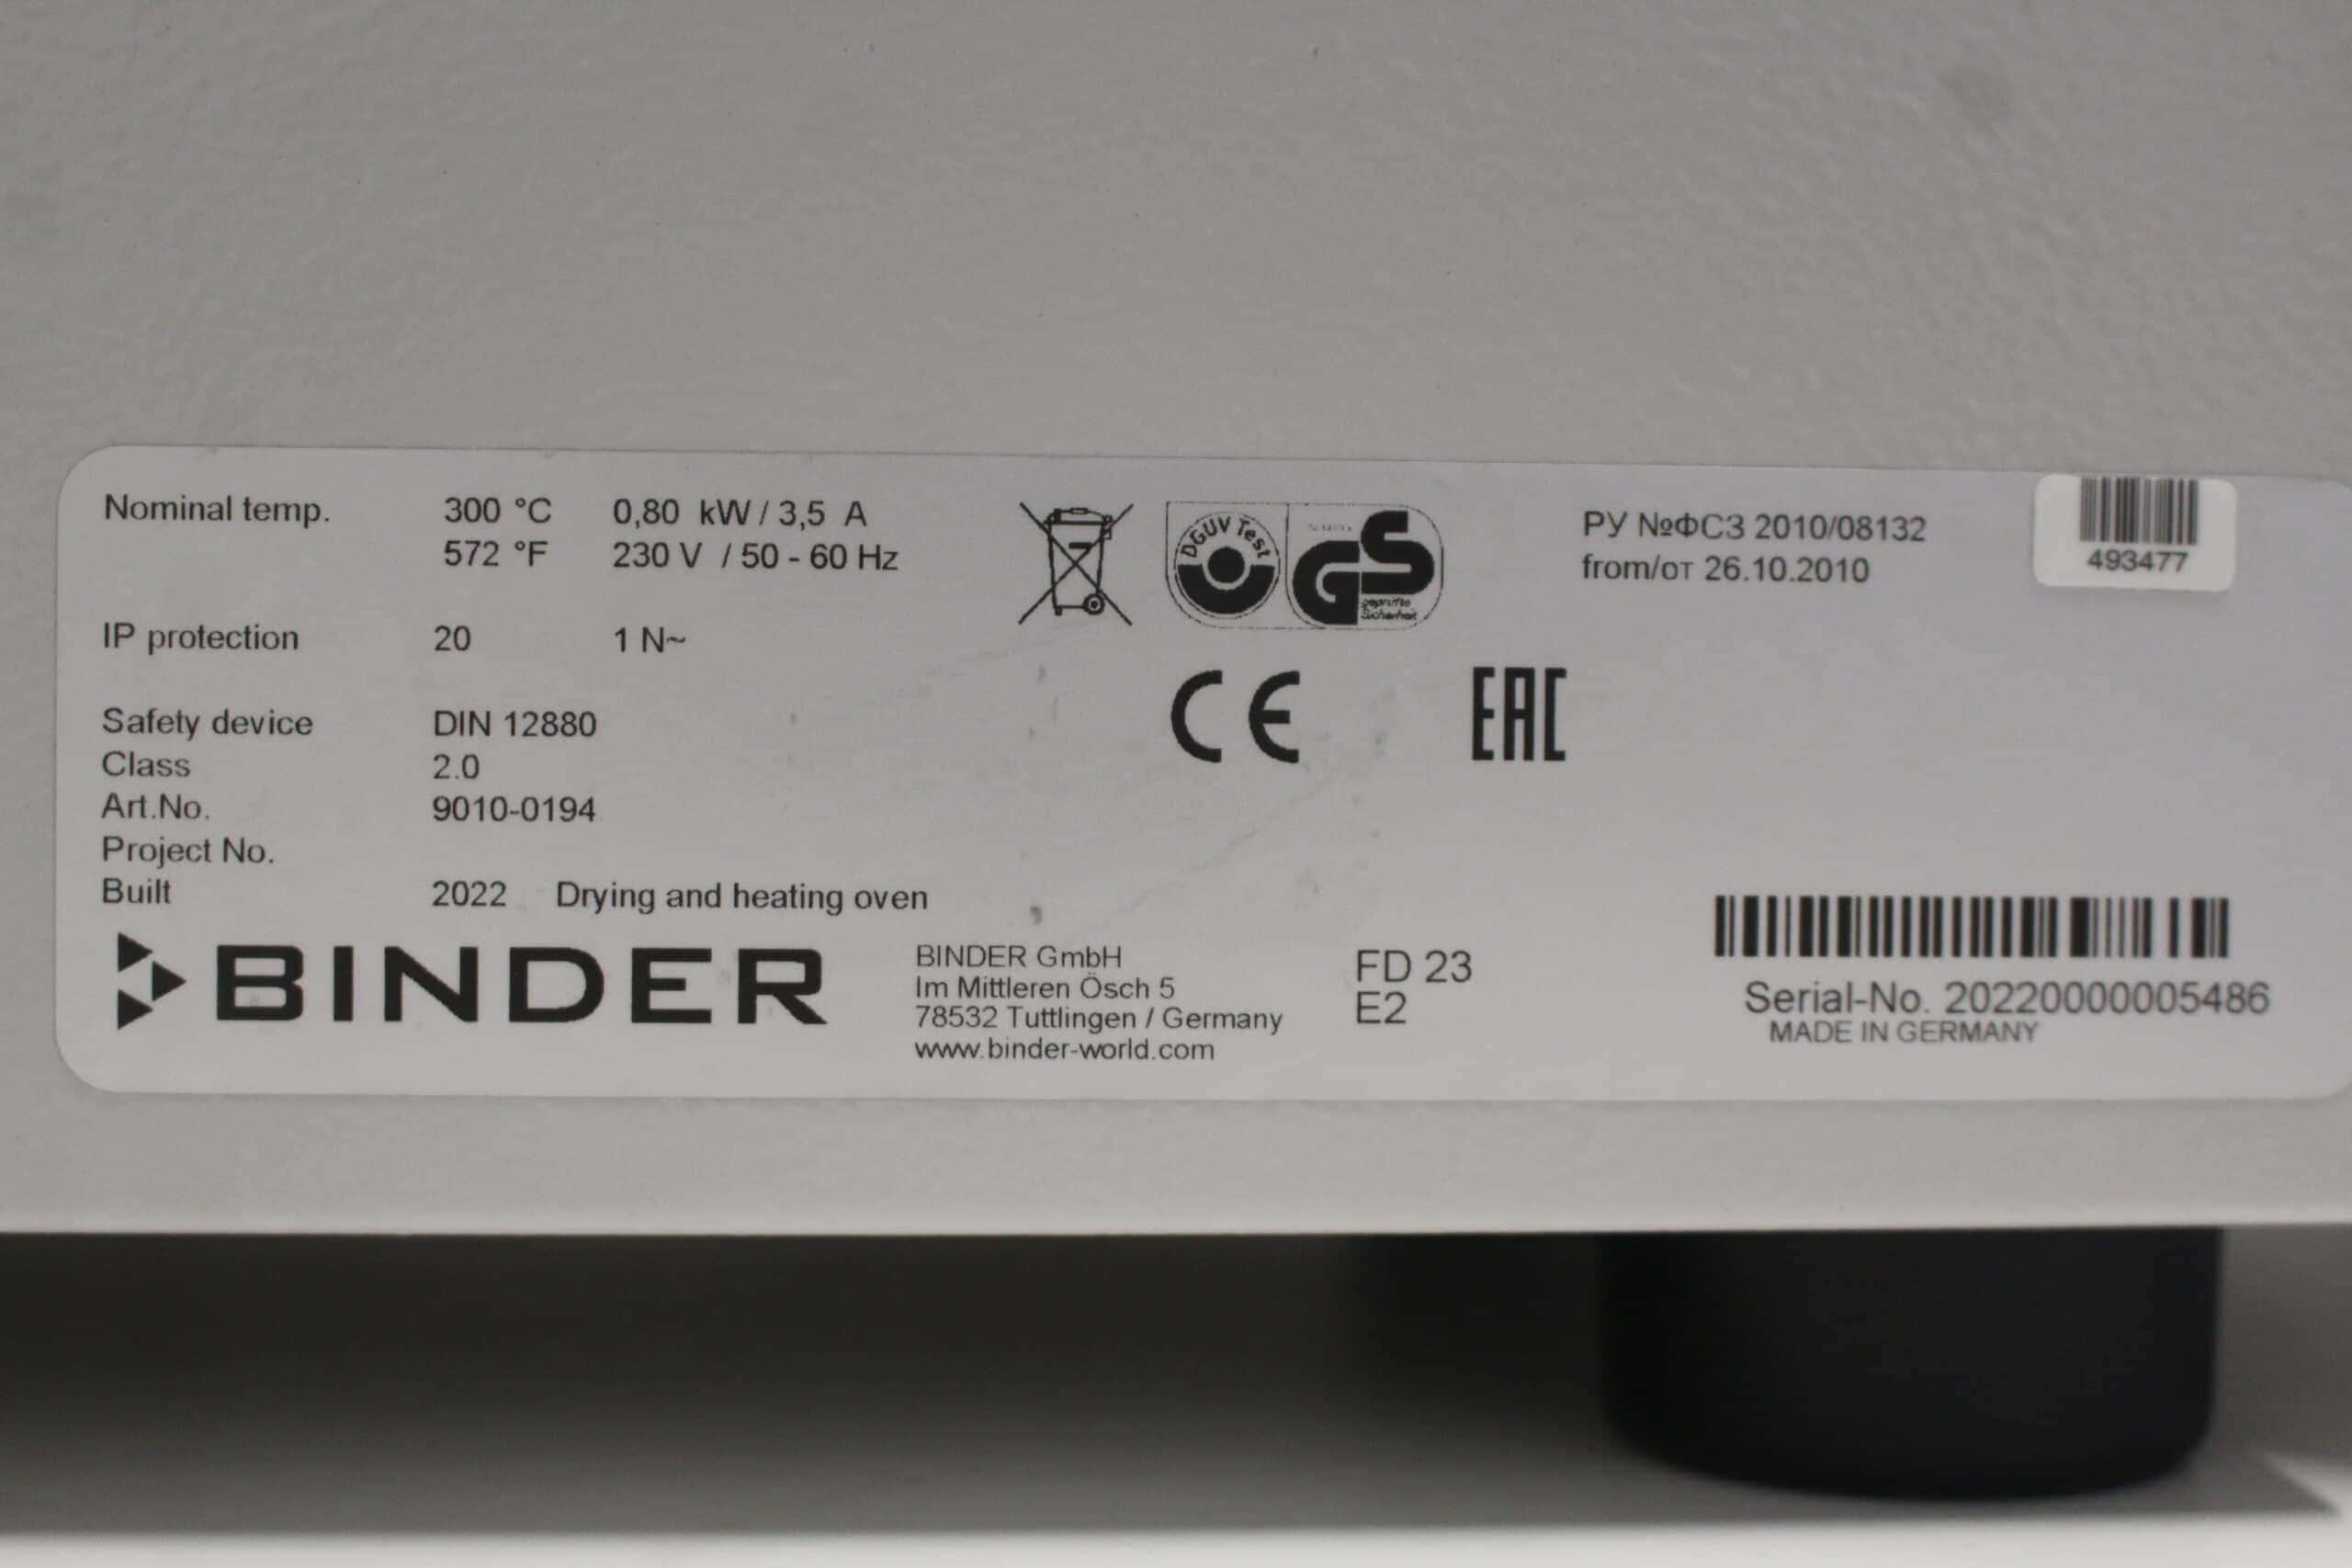 Nominal temp. 300 °C 0,80 kW / 3,5 A
572 °F 230 V / 50 - 60 Hz
IP protection 20 1 N~
Safety device DIN 12880
Class 2.0
Art.No. 9010-0194
Project No.
Built 2022 Drying and heating oven
BINDER
BINDER GmbH
Im Mittleren Ösch 5
78532 Tuttlingen / Germany
www.binder-world.com
FD 23
E2
DGUV Test
GS
geprüfte
Sicherheit
CE
EAC
РУ №ФСЗ 2010/08132
from/от 26.10.2010
493477
Serial-No. 20220000005486
MADE IN GERMANY